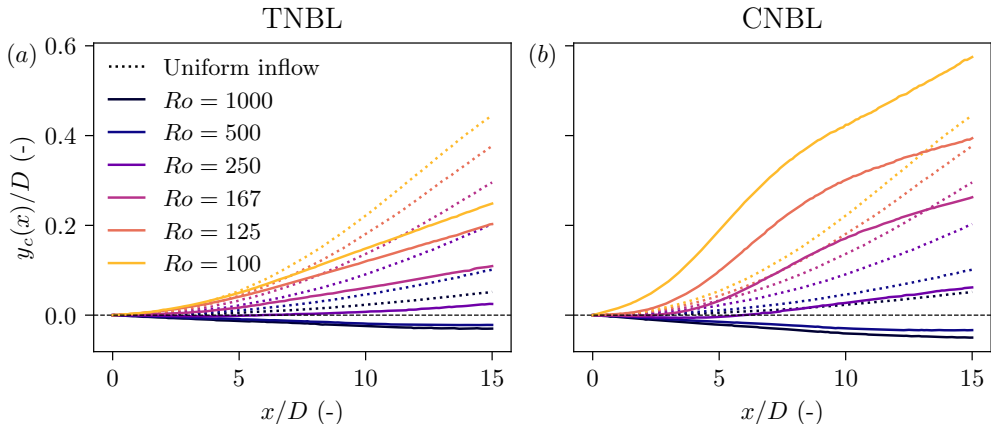 TNBL
CNBL
(a)
(b)
0.6
0.4
0.2
0.0
y_c(x)/D (-)
Uniform inflow
Ro = 1000
Ro = 500
Ro = 250
Ro = 167
Ro = 125
Ro = 100
0 5 10 15
x/D (-)
0 5 10 15
x/D (-)